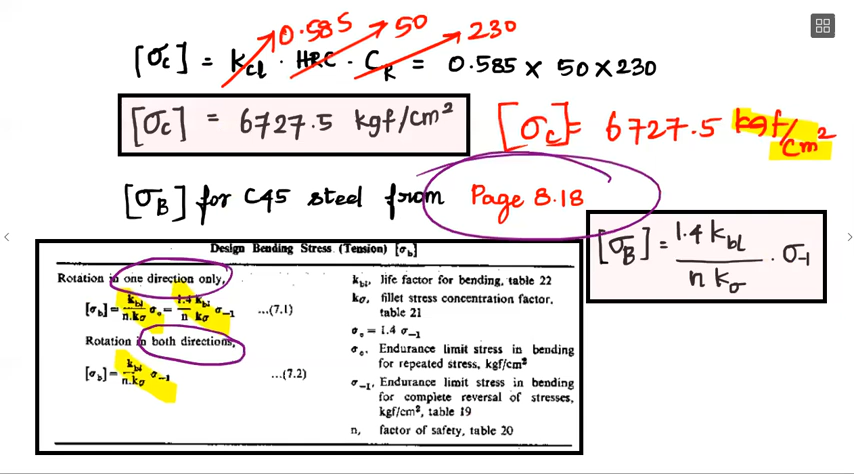 0.585 50 230
[σc] = Kcl · HRC · CR = 0.585 × 50 × 230
[σc] = 6727.5 kgf/cm²
[σc] = 6727.5 kgf/cm²
[σB] for C45 steel from Page 8.18
[σB] = 1.4 kbl / n kσ · σ-1
Design Bending Stress (Tension) [σb]
Rotation in one direction only,
[σb] = kbl / n.kσ σo = 1.4 kbl / n kσ σ−1 ...(7.1)
Rotation in both directions,
[σb] = kbl / n.kσ σ−1 ...(7.2)
kbl, life factor for bending, table 22
kσ, fillet stress concentration factor,
table 21
σo = 1.4 σ−1
σo, Endurance limit stress in bending
for repeated stress, kgf/cm²
σ−1, Endurance limit stress in bending
for complete reversal of stresses,
kgf/cm², table 19
n, factor of safety, table 20